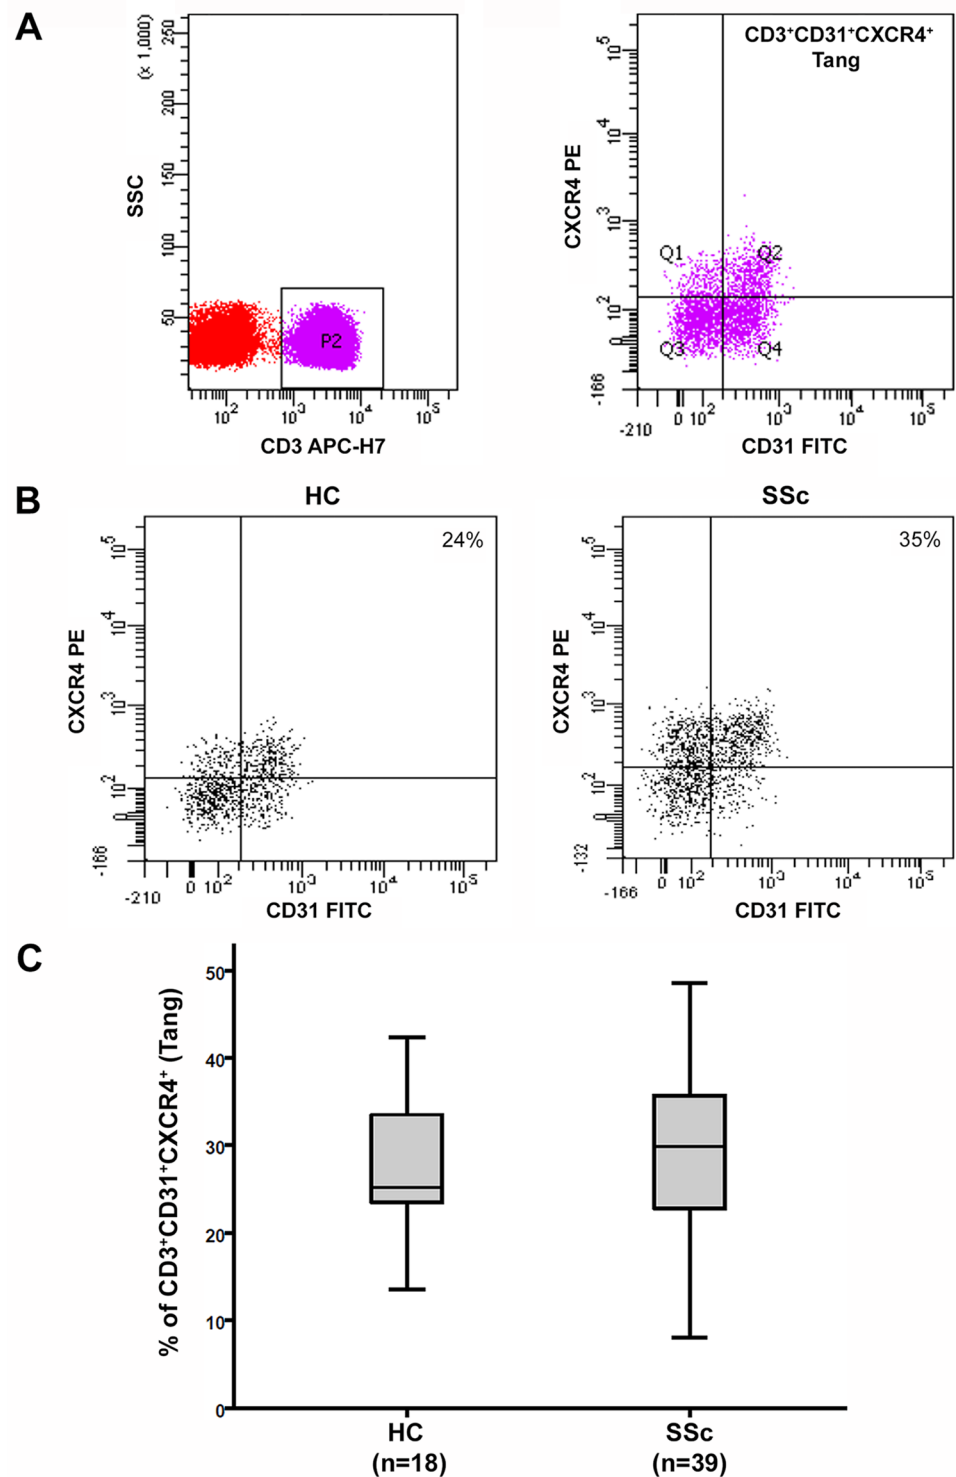 A
(x 1,000)
250
200
150
100
50
SSC
P2
10² 10³ 10⁴ 10⁵
CD3 APC-H7
CD3⁺CD31⁺CXCR4⁺
Tang
10⁵
10⁴
10³
10²
0
-166
CXCR4 PE
Q1 Q2
Q3 Q4
-210 0 10² 10³ 10⁴ 10⁵
CD31 FITC
B
HC
24%
10⁵
10⁴
10³
10²
0
-166
CXCR4 PE
-210 0 10² 10³ 10⁴ 10⁵
CD31 FITC
SSc
35%
10⁵
10⁴
10³
10²
0
-132
CXCR4 PE
-166 0 10² 10³ 10⁴ 10⁵
CD31 FITC
C
% of CD3⁺CD31⁺CXCR4⁺ (Tang)
50
40
30
20
10
0
HC SSc
(n=18) (n=39)